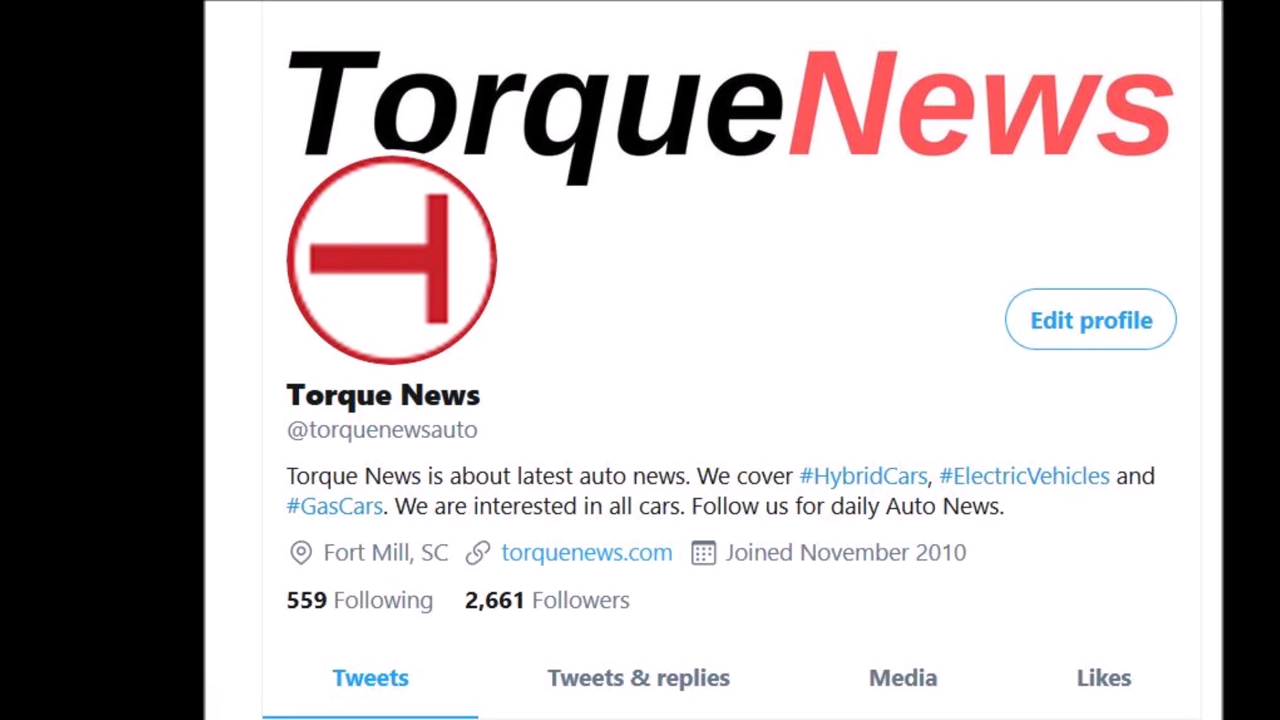 TorqueNews
T
Edit profile
Torque News
@torquenewsauto
Torque News is about latest auto news. We cover #HybridCars, #ElectricVehicles and
#GasCars. We are interested in all cars. Follow us for daily Auto News.
Fort Mill, SC torquenews.com Joined November 2010
559 Following 2,661 Followers
Tweets Tweets & replies Media Likes